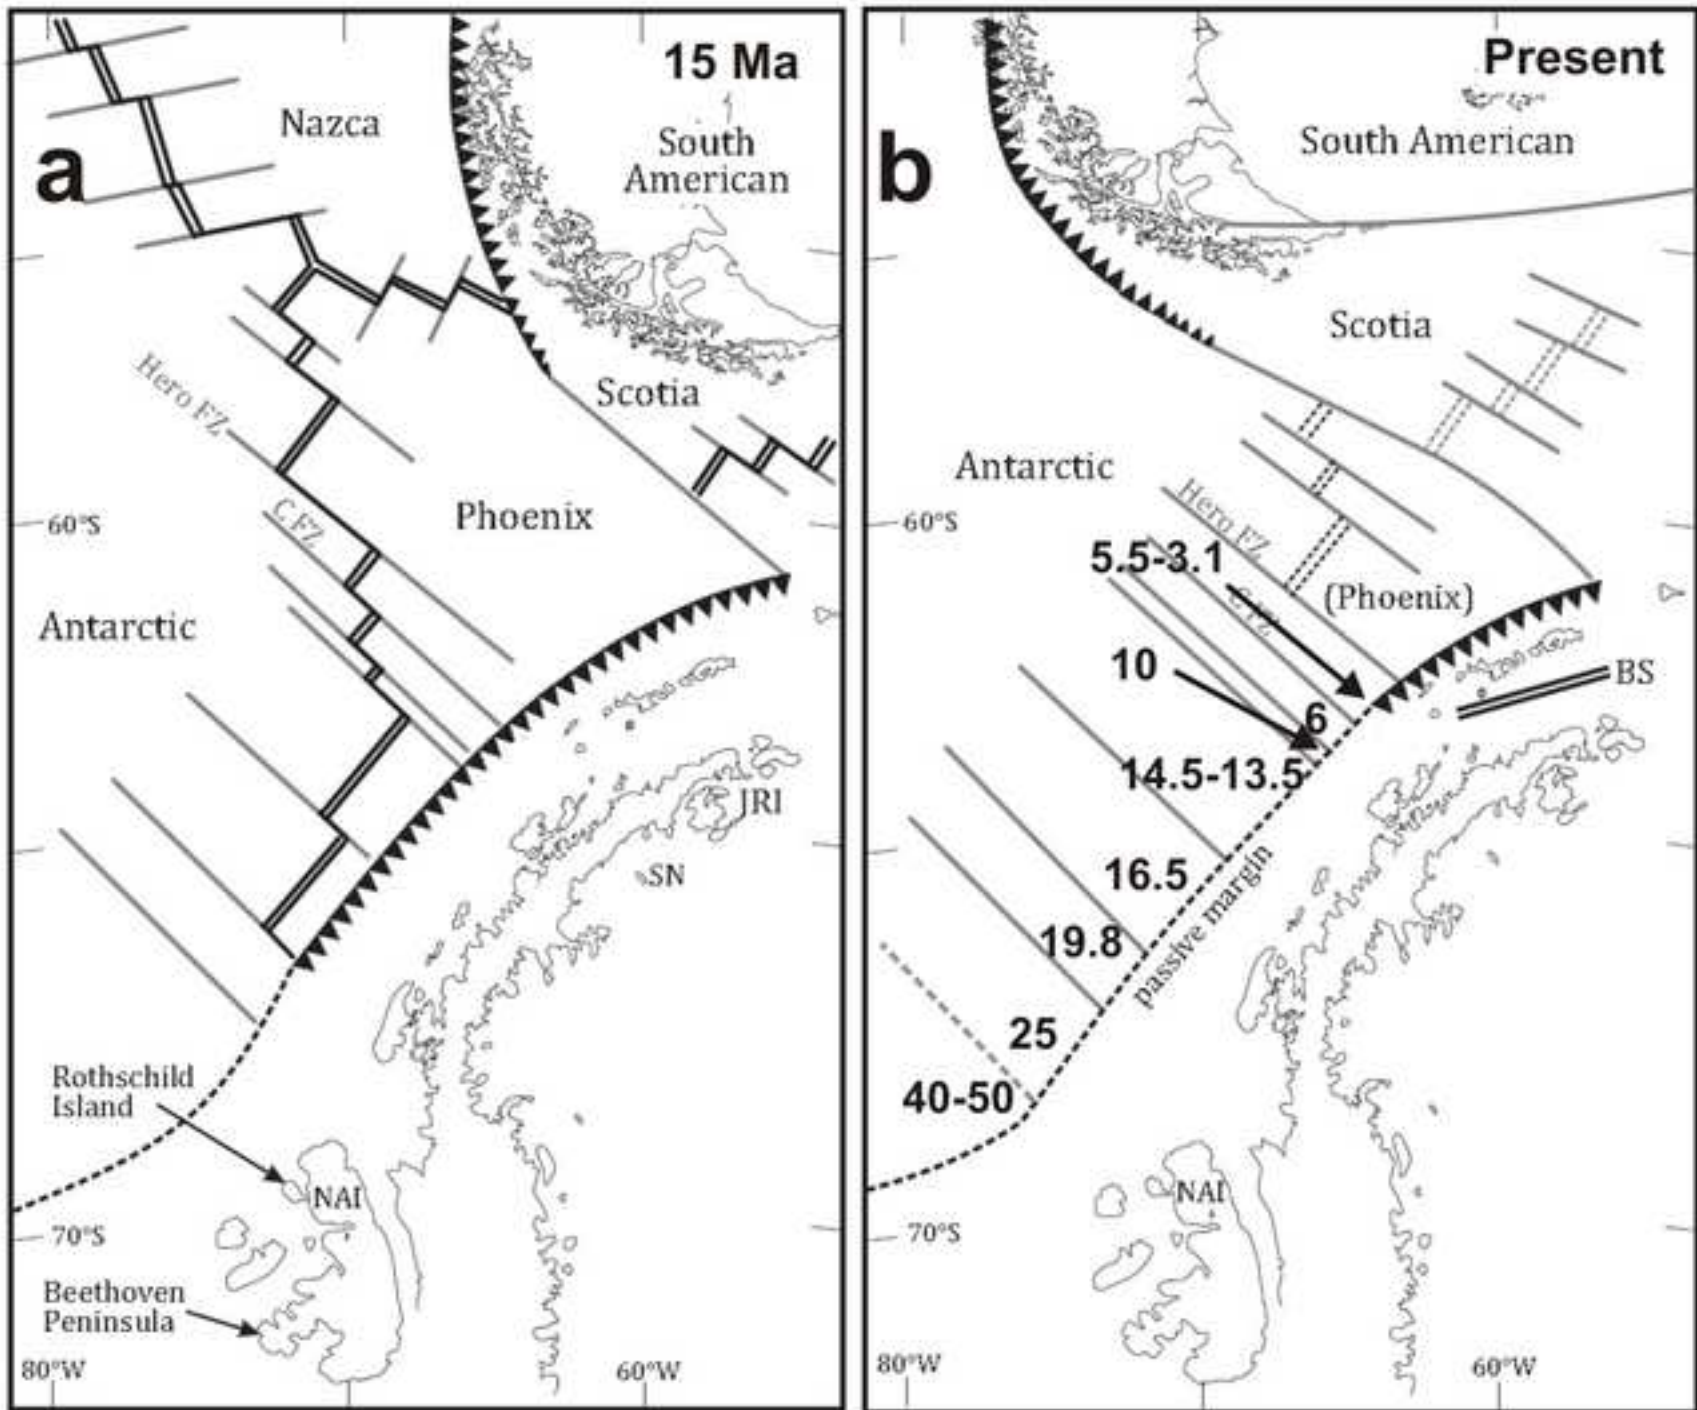 15 Ma
Nazca
a
South
American
Hero FZ
Scotia
C FZ
Phoenix
60°S
Antarctic
JRI
SN
Rothschild
Island
NAI
70°S
Beethoven
Peninsula
80°W
60°W
Present
b
South American
Scotia
Antarctic
Hero FZ
60°S
5.5-3.1
C FZ
(Phoenix)
10
BS
6
14.5-13.5
16.5
passive margin
19.8
25
40-50
NAI
70°S
80°W
60°W